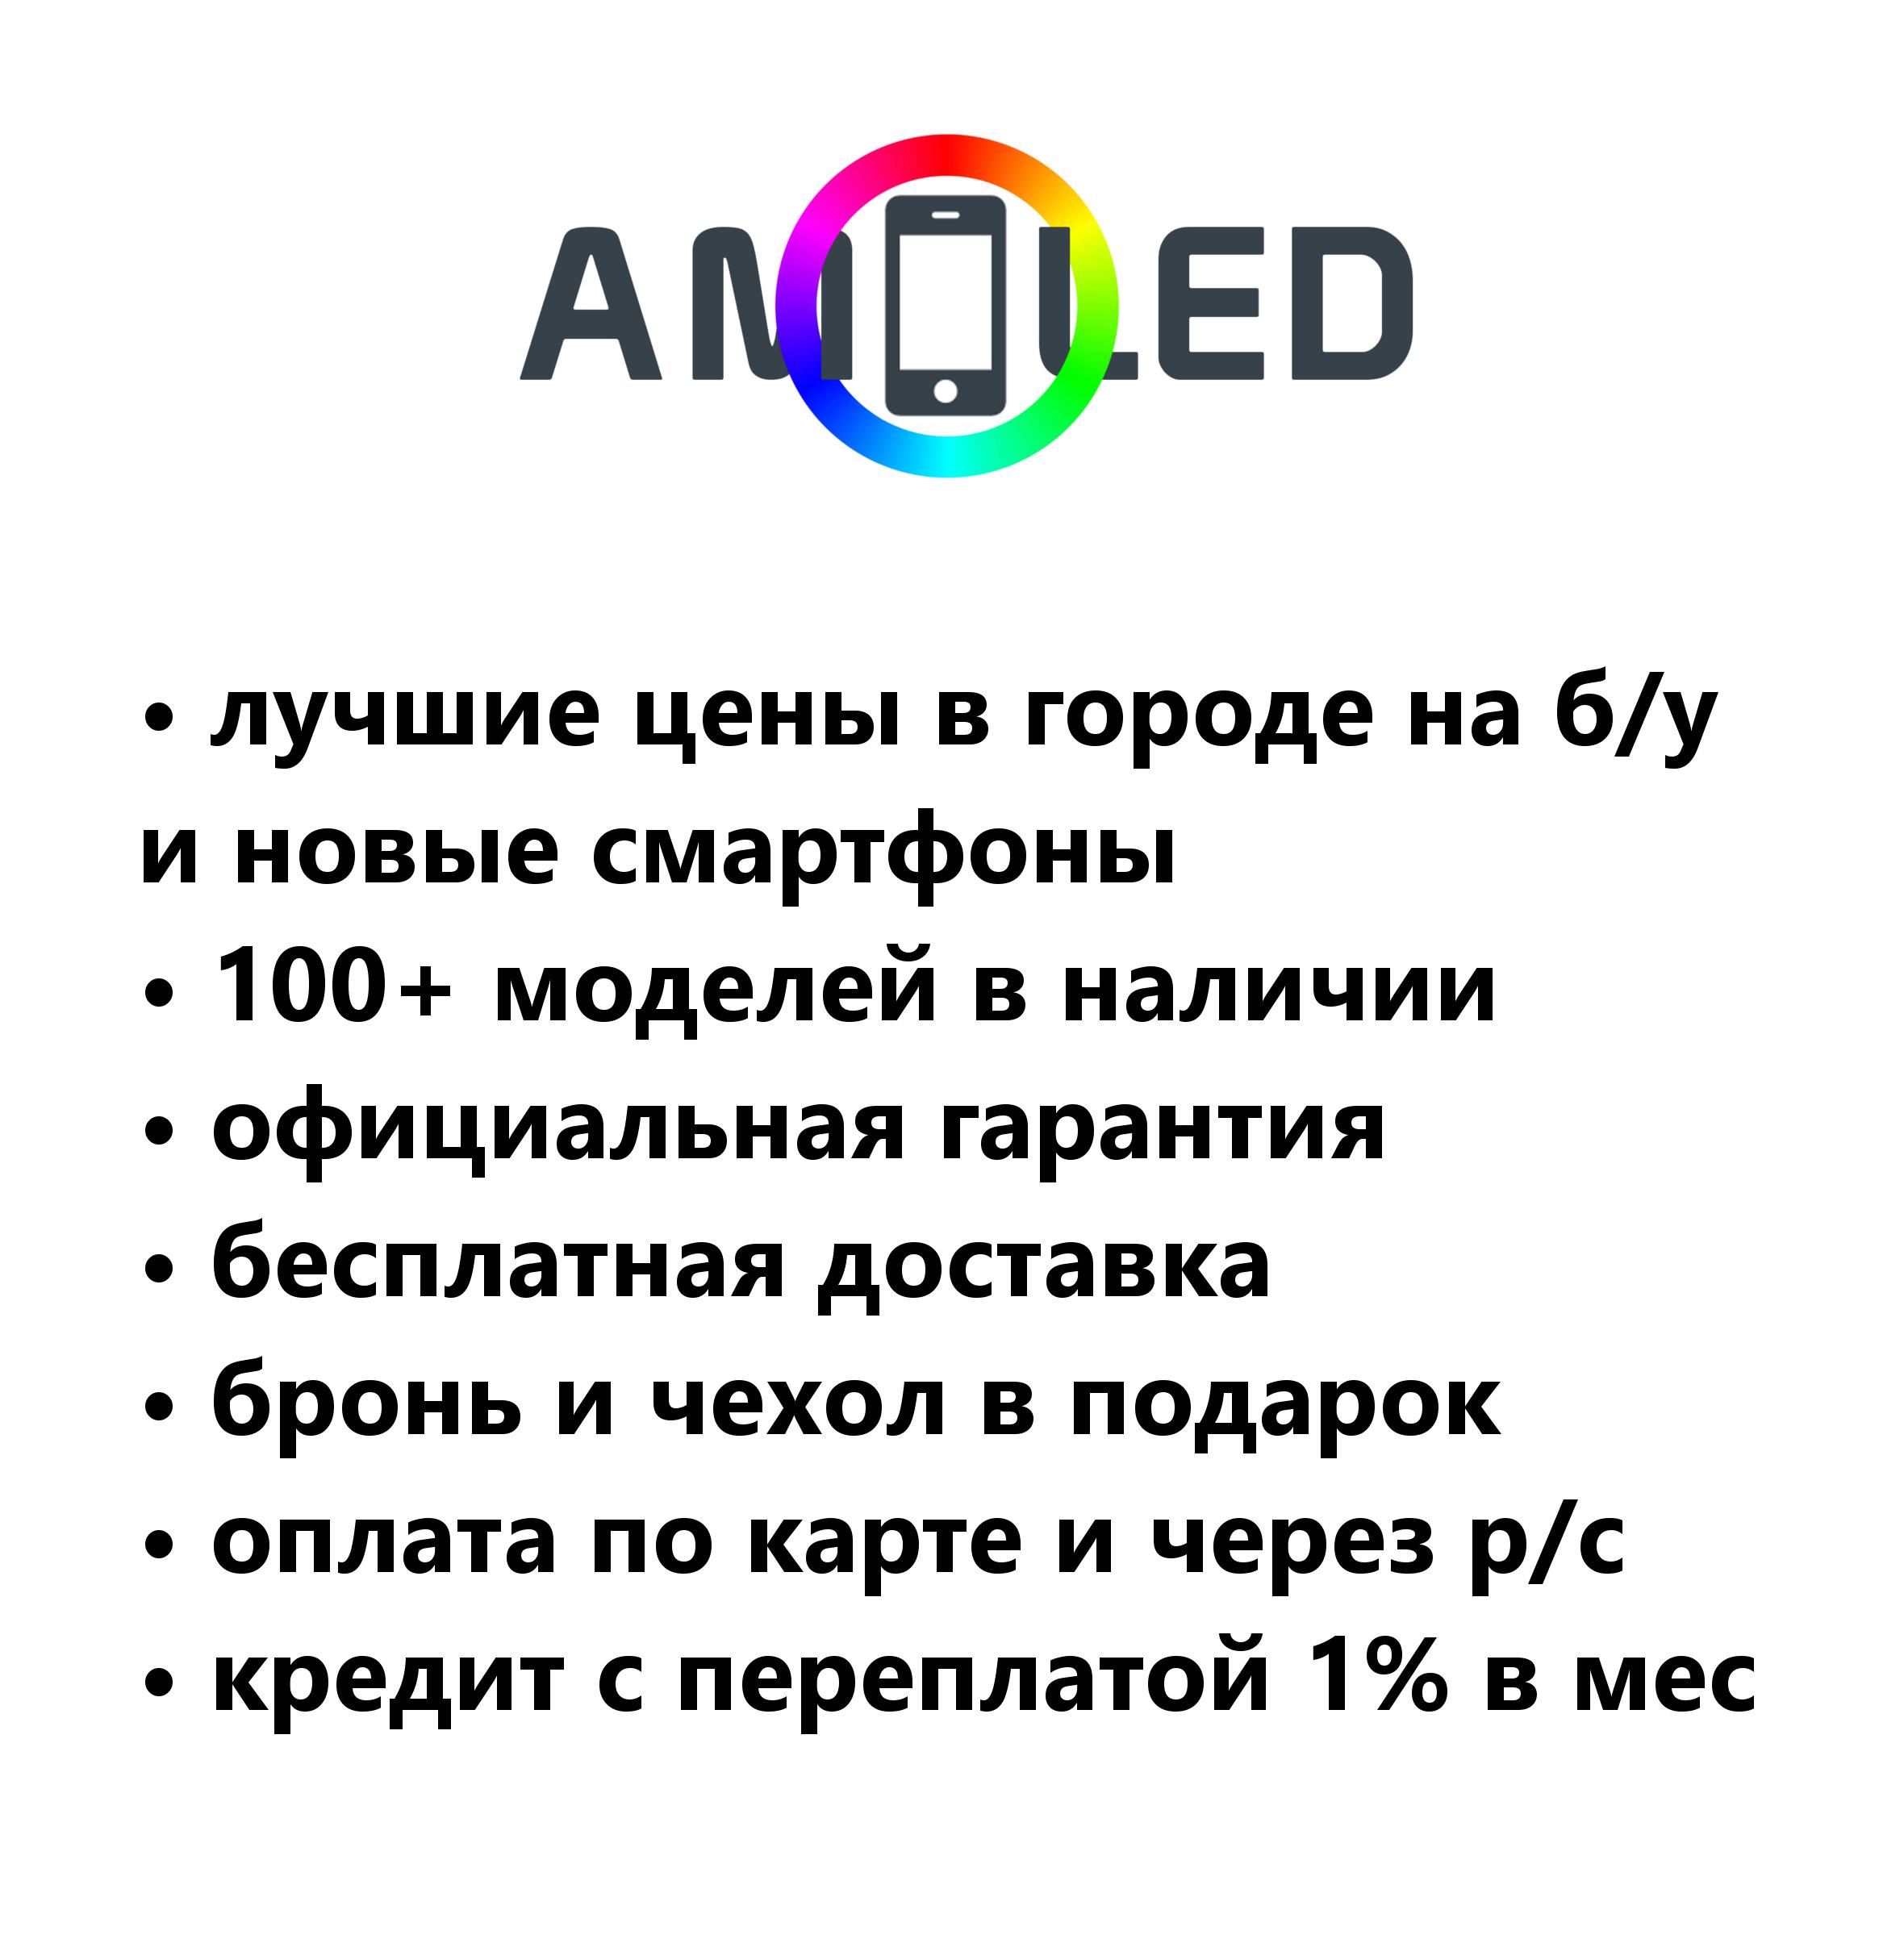 AMOLED
• лучшие цены в городе на б/у
и новые смартфоны
• 100+ моделей в наличии
• официальная гарантия
• бесплатная доставка
• бронь и чехол в подарок
• оплата по карте и через р/с
• кредит с переплатой 1% в мес